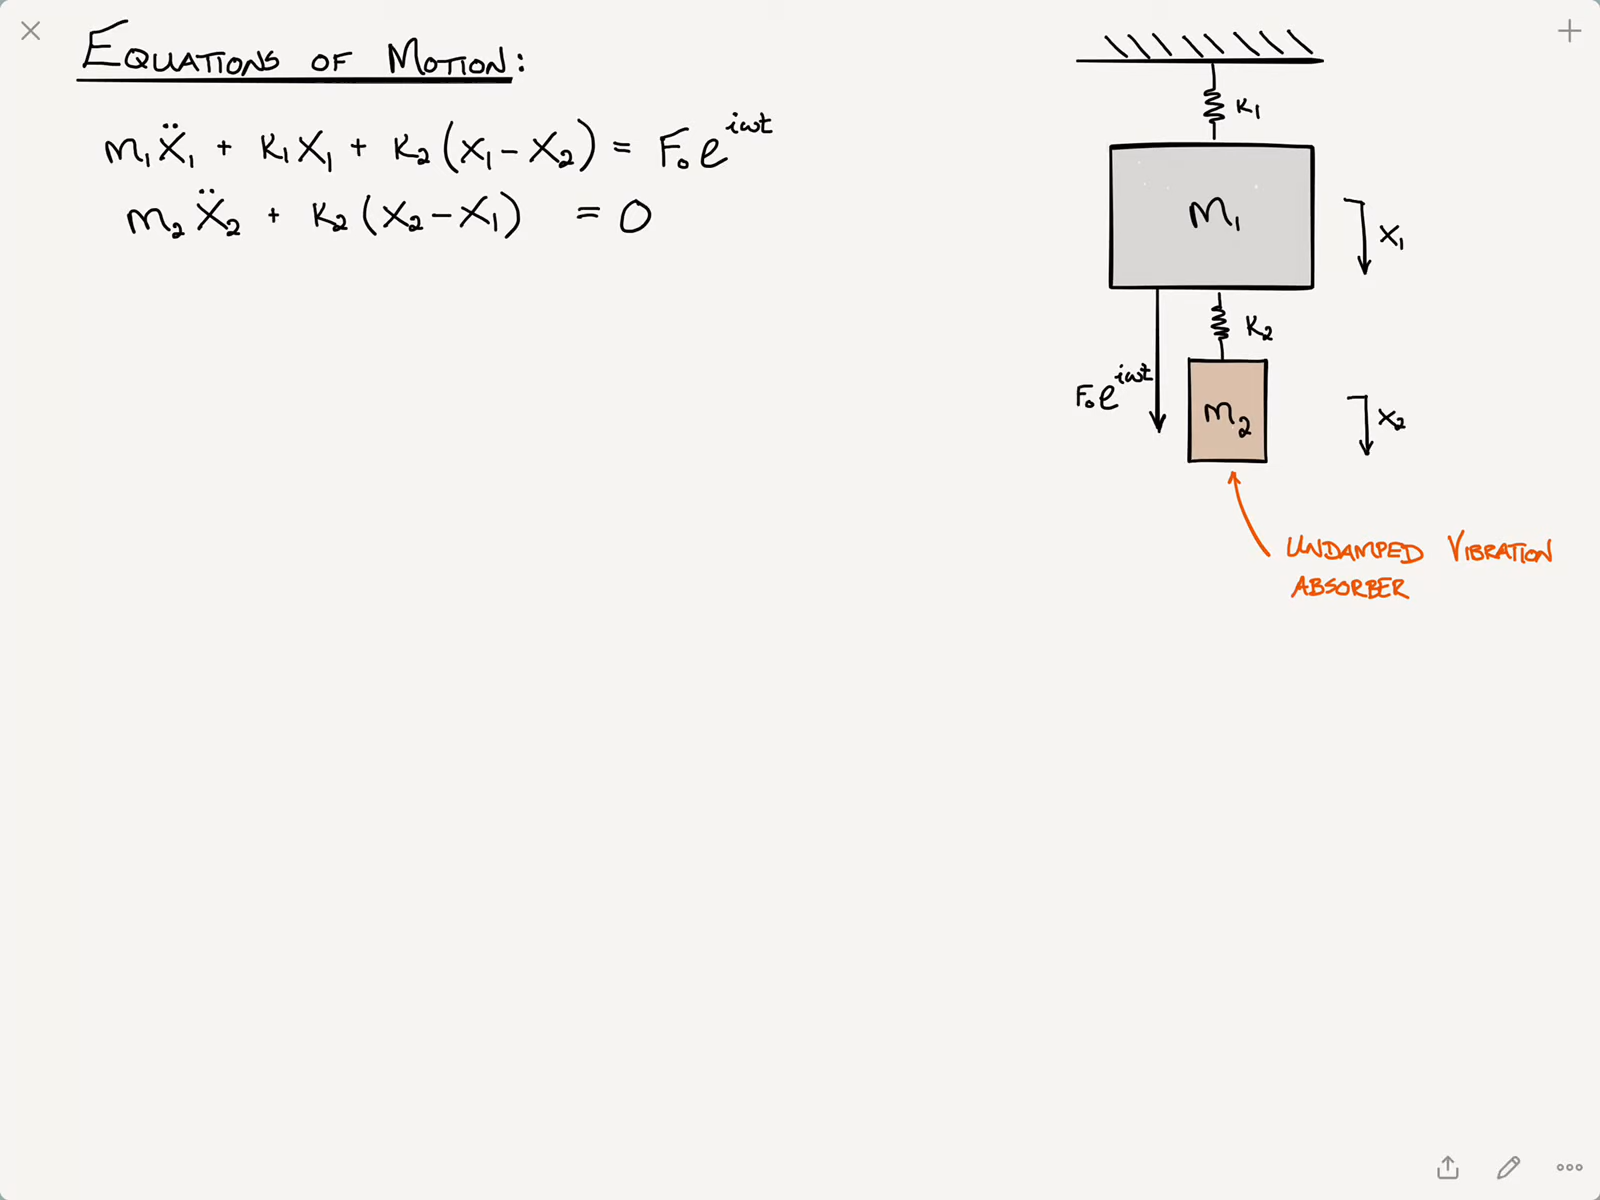 EQUATIONS OF MOTION:
m₁ẍ₁ + k₁x₁ + k₂(x₁ - x₂) = F₀e^{iωt}
m₂ẍ₂ + k₂(x₂ - x₁) = 0
k₁
m₁
x₁
k₂
F₀e^{iωt}
m₂
x₂
UNDAMPED VIBRATION
ABSORBER